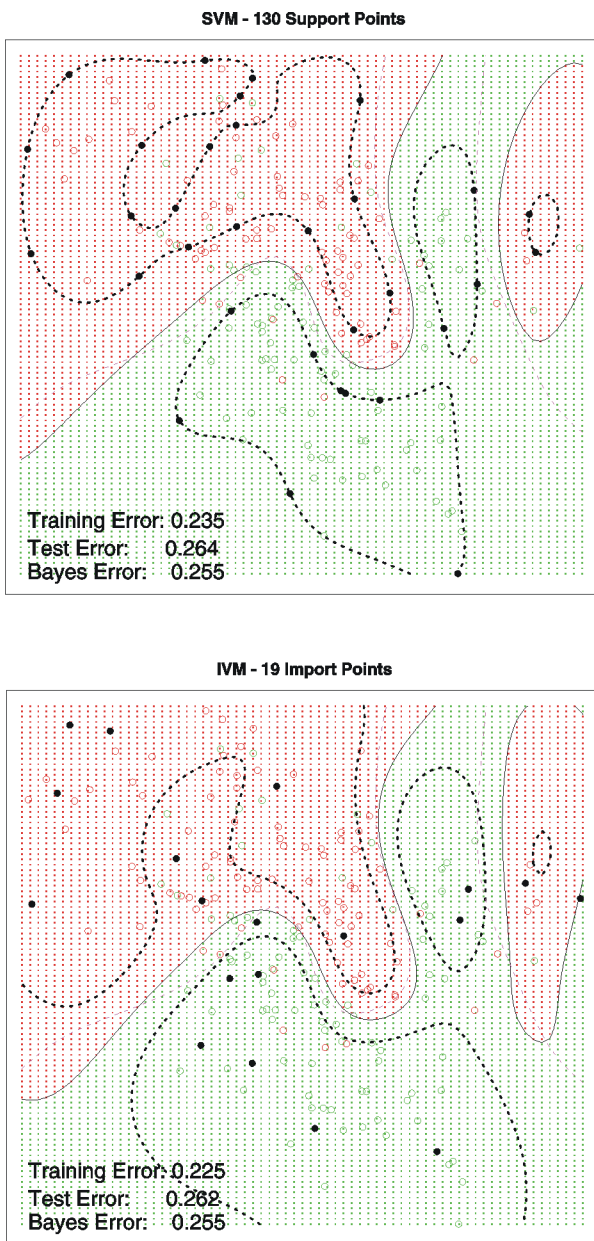 SVM - 130 Support Points
Training Error: 0.235
Test Error: 0.264
Bayes Error: 0.255
IVM - 19 Import Points
Training Error: 0.225
Test Error: 0.262
Bayes Error: 0.255